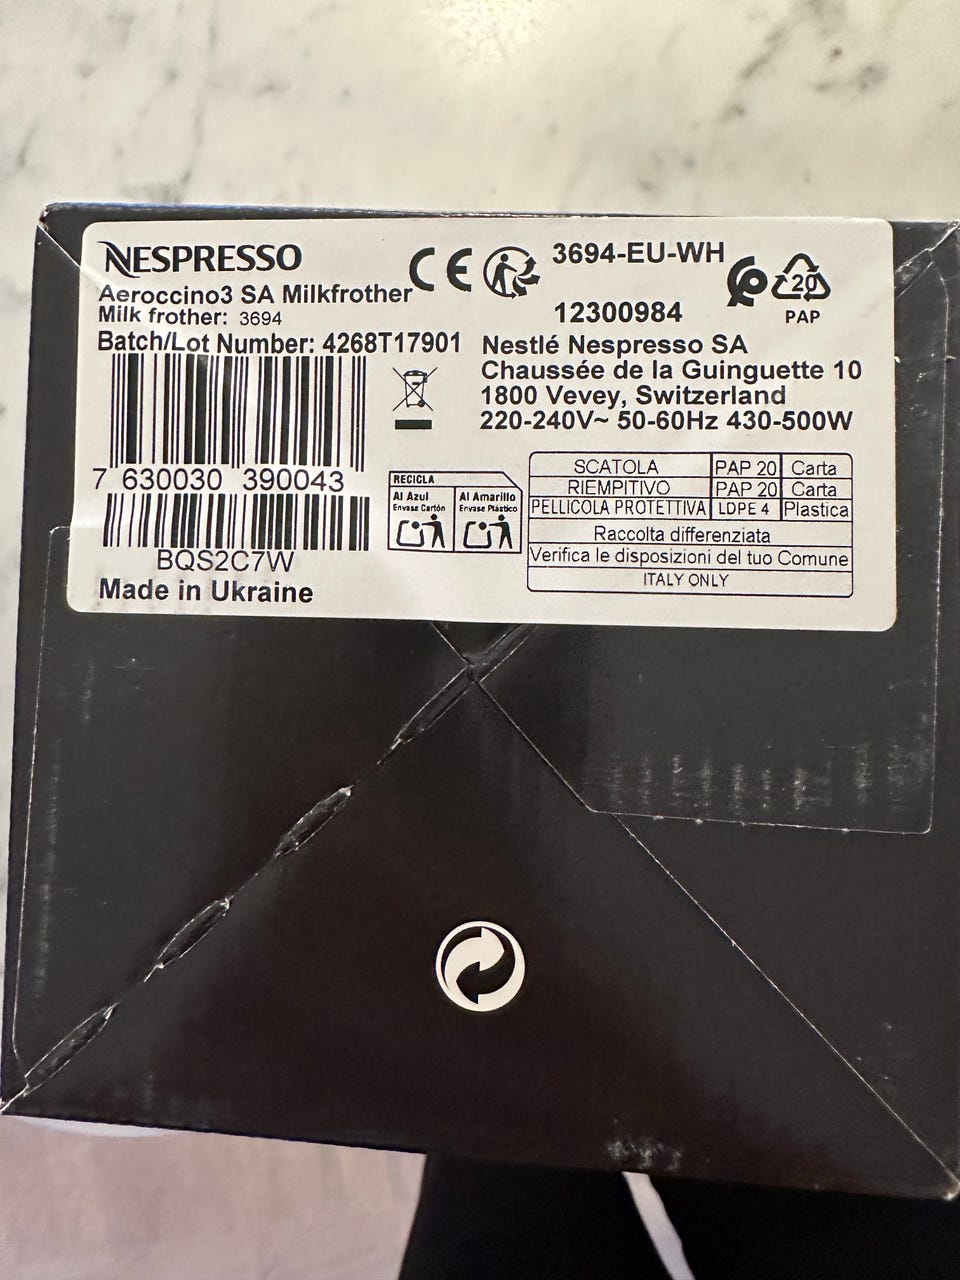 NESPRESSO
Aeroccino3 SA Milkfrother
Milk frother: 3694
Batch/Lot Number: 4268T17901
7 630030 390043
BQS2C7W
Made in Ukraine
CE
3694-EU-WH
12300984
20
PAP
Nestlé Nespresso SA
Chaussée de la Guinguette 10
1800 Vevey, Switzerland
220-240V~ 50-60Hz 430-500W
RECICLA
Al Azul
Envase Cartón
Al Amarillo
Envase Plástico
SCATOLA PAP 20 Carta
RIEMPITIVO PAP 20 Carta
PELLICOLA PROTETTIVA LDPE 4 Plastica
Raccolta differenziata
Verifica le disposizioni del tuo Comune
ITALY ONLY